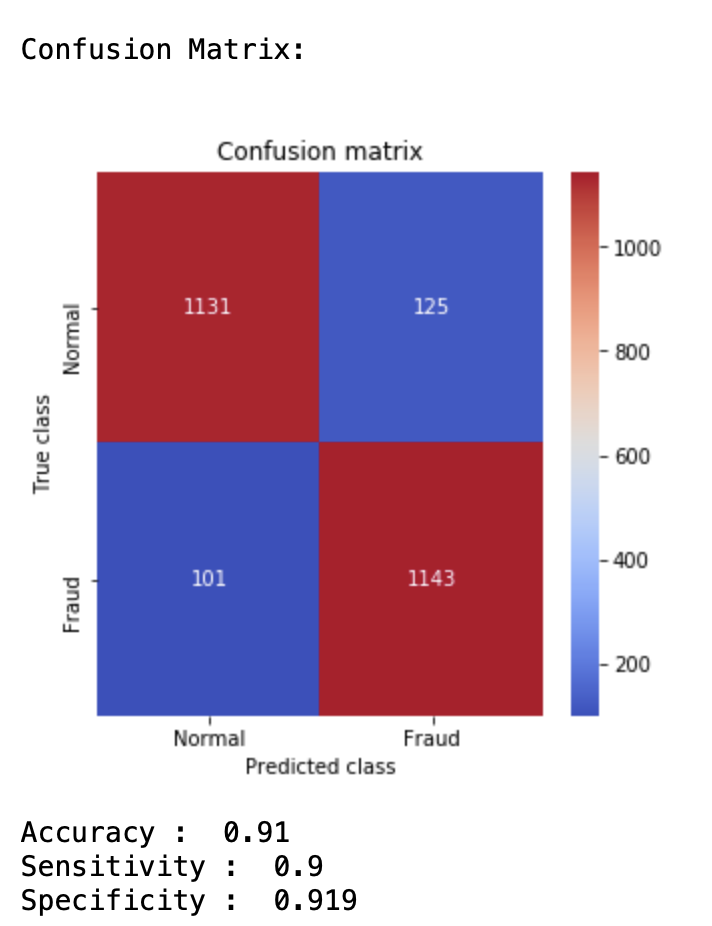 Confusion Matrix:
Confusion matrix
1131 125
101 1143
Normal
Fraud
True class
Normal Fraud
Predicted class
1000
800
600
400
200
Accuracy : 0.91
Sensitivity : 0.9
Specificity : 0.919